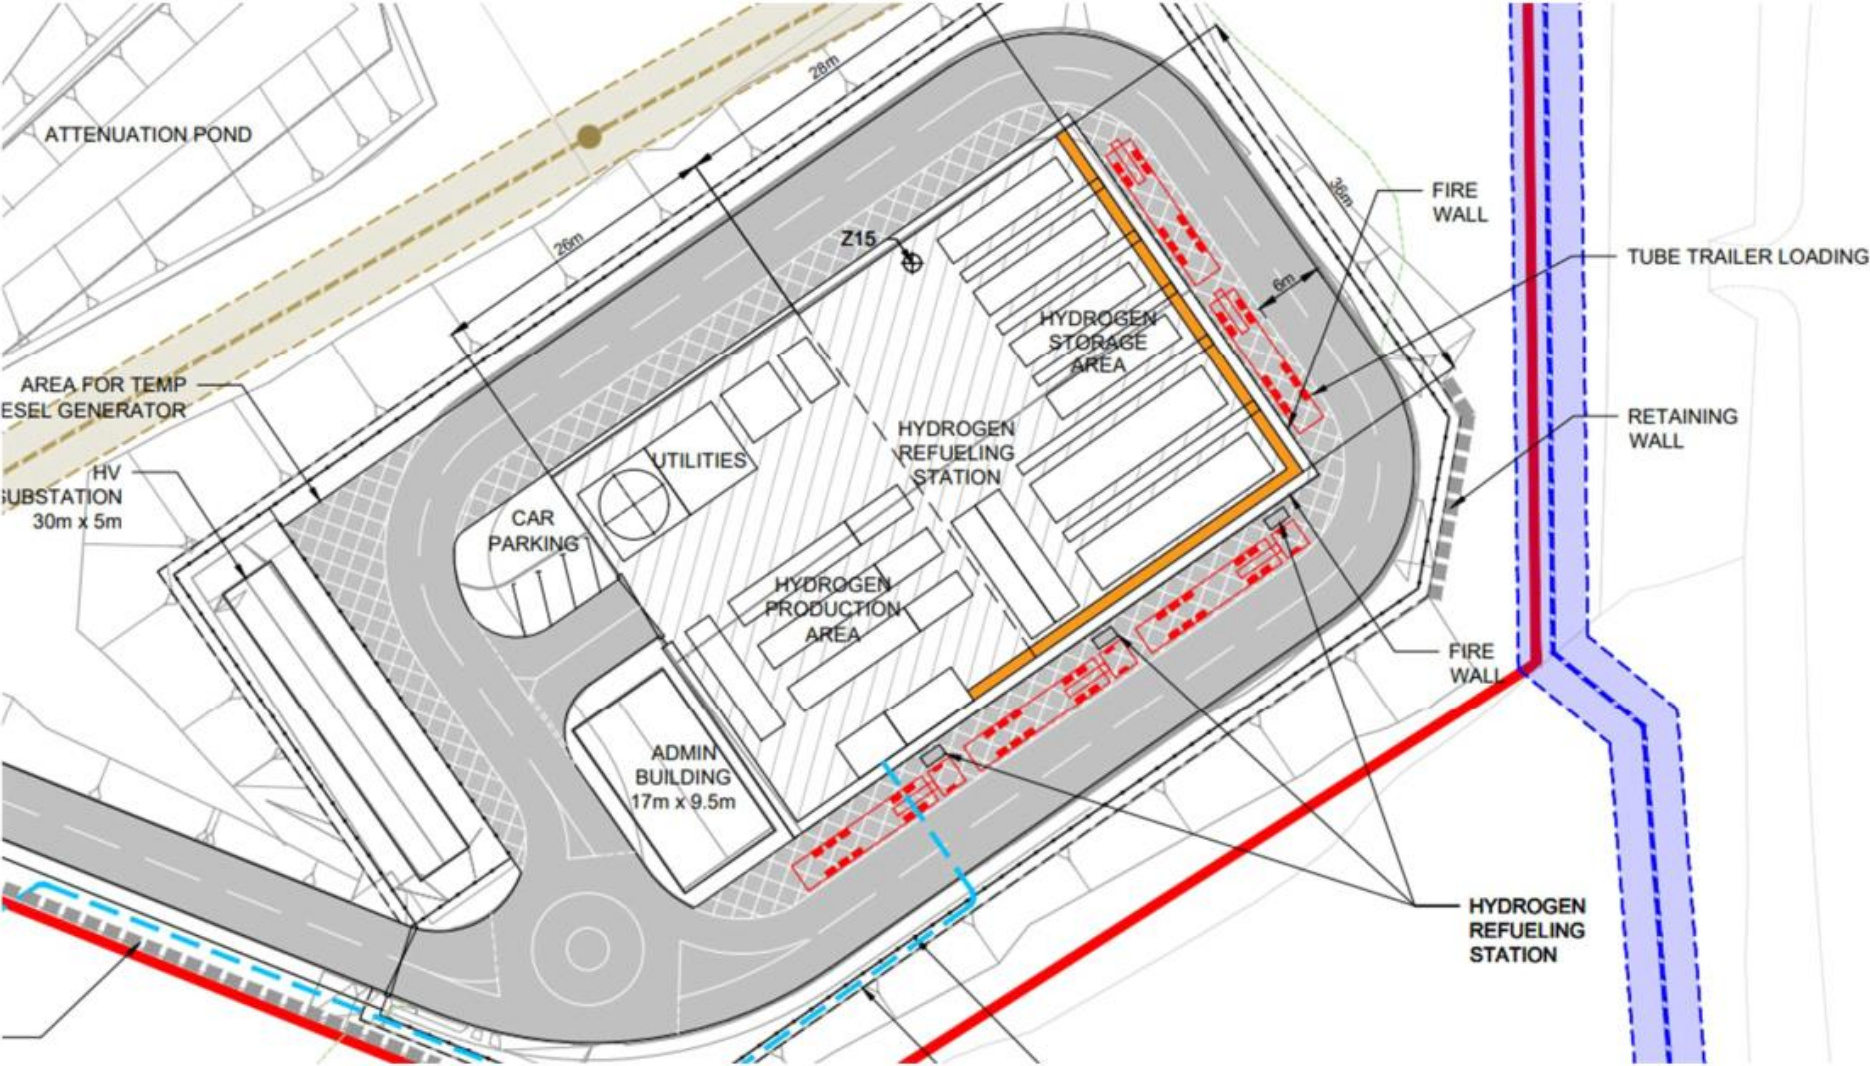 28m
ATTENUATION POND
36m
FIRE
WALL
26m
Z15
TUBE TRAILER LOADING
6m
HYDROGEN
STORAGE
AREA
AREA FOR TEMP
ESEL GENERATOR
RETAINING
WALL
HYDROGEN
REFUELING
STATION
UTILITIES
HV
SUBSTATION
30m x 5m
CAR
PARKING
HYDROGEN
PRODUCTION
AREA
FIRE
WALL
ADMIN
BUILDING
17m x 9.5m
HYDROGEN
REFUELING
STATION